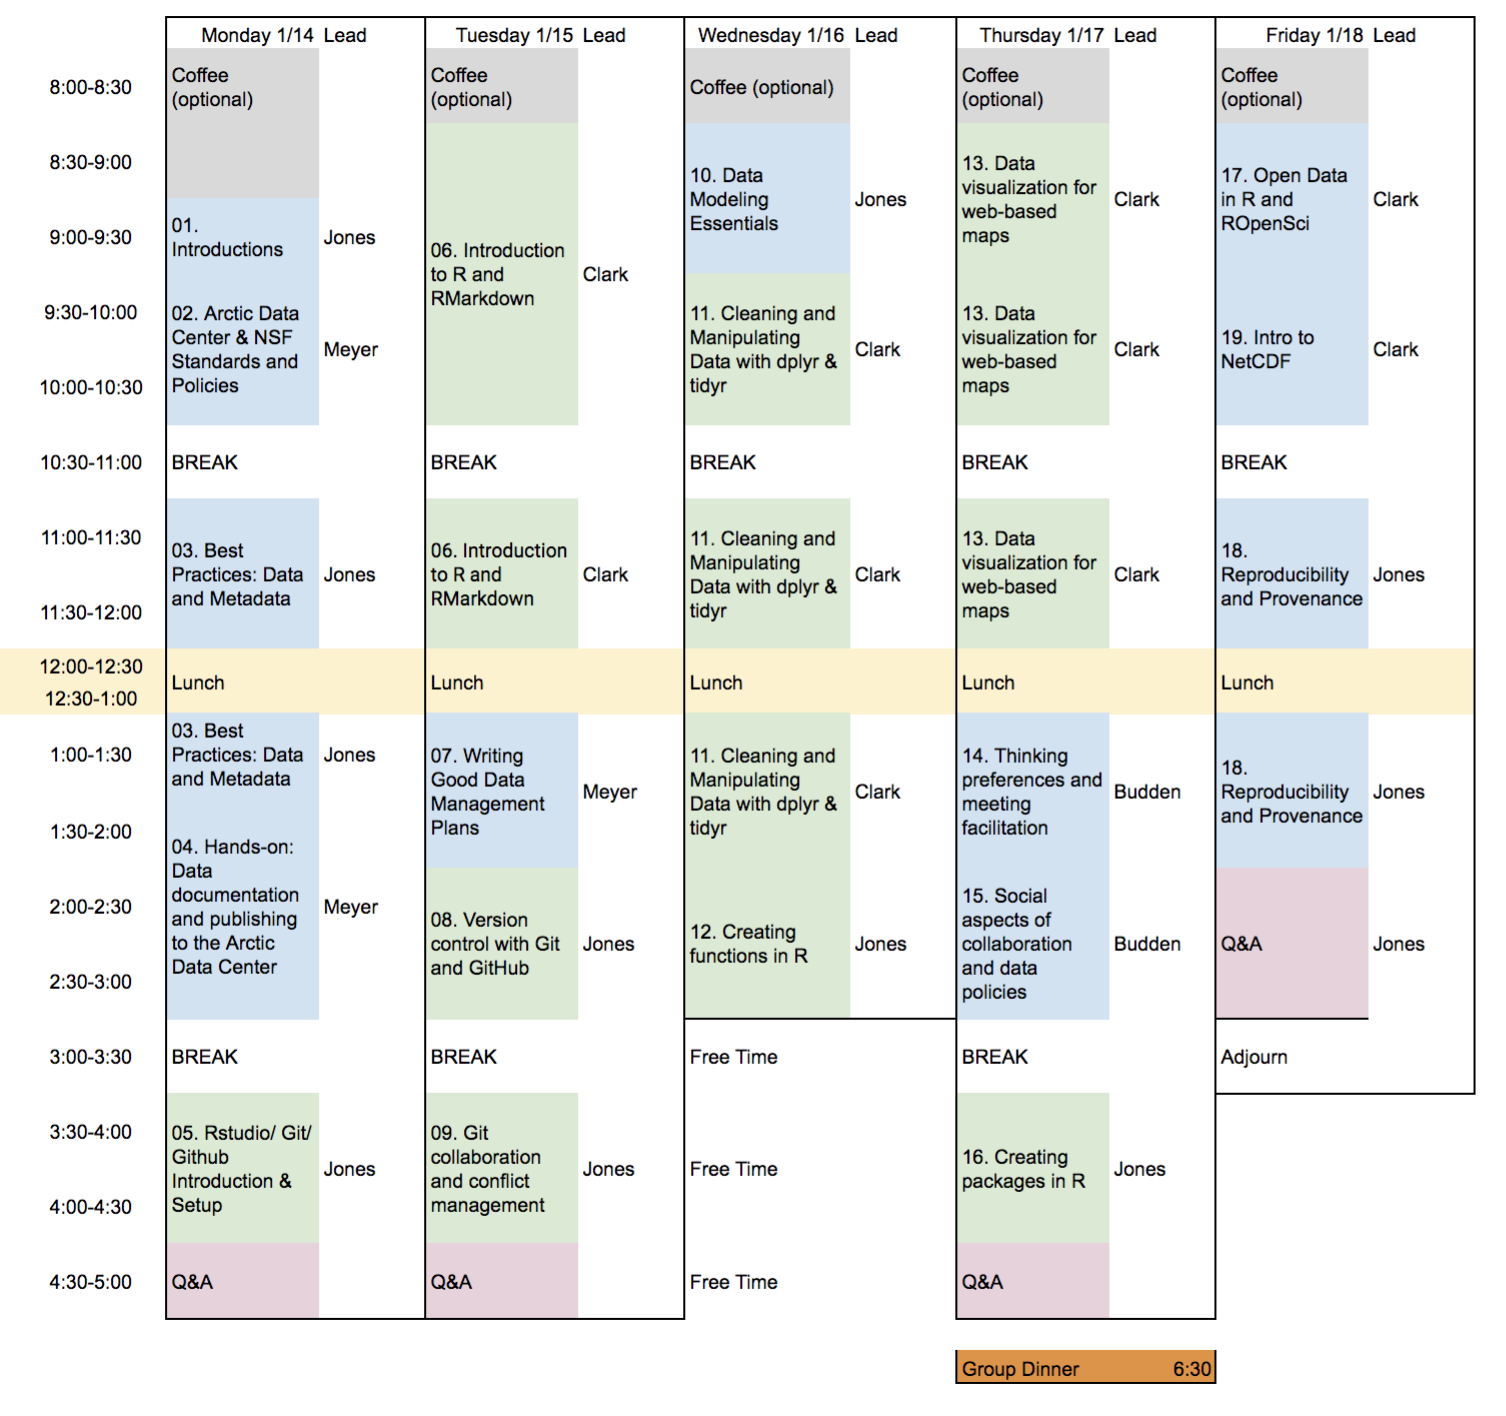 Monday 1/14 Lead Tuesday 1/15 Lead Wednesday 1/16 Lead Thursday 1/17 Lead Friday 1/18 Lead
8:00-8:30
Coffee
(optional)
Coffee
(optional)
Coffee (optional)
Coffee
(optional)
Coffee
(optional)
8:30-9:00
06. Introduction
to R and
RMarkdown
Clark
10. Data
Modeling
Essentials
Jones
13. Data
visualization for
web-based
maps
Clark
17. Open Data
in R and
ROpenSci
Clark
9:00-9:30
01.
Introductions
Jones
9:30-10:00
02. Arctic Data
Center & NSF
Standards and
Policies
Meyer
11. Cleaning and
Manipulating
Data with dplyr &
tidyr
Clark
13. Data
visualization for
web-based
maps
Clark
19. Intro to
NetCDF
Clark
10:00-10:30
10:30-11:00
BREAK
BREAK
BREAK
BREAK
BREAK
11:00-11:30
03. Best
Practices: Data
and Metadata
Jones
06. Introduction
to R and
RMarkdown
Clark
11. Cleaning and
Manipulating
Data with dplyr &
tidyr
Clark
13. Data
visualization for
web-based
maps
Clark
18.
Reproducibility
and Provenance
Jones
11:30-12:00
12:00-12:30
12:30-1:00
Lunch
Lunch
Lunch
Lunch
Lunch
1:00-1:30
03. Best
Practices: Data
and Metadata
Jones
07. Writing
Good Data
Management
Plans
Meyer
11. Cleaning and
Manipulating
Data with dplyr &
tidyr
Clark
14. Thinking
preferences and
meeting
facilitation
Budden
18.
Reproducibility
and Provenance
Jones
1:30-2:00
04. Hands-on:
Data
documentation
and publishing
to the Arctic
Data Center
Meyer
2:00-2:30
08. Version
control with Git
and GitHub
Jones
12. Creating
functions in R
Jones
15. Social
aspects of
collaboration
and data
policies
Budden
Q&A
Jones
2:30-3:00
3:00-3:30
BREAK
BREAK
Free Time
BREAK
Adjourn
3:30-4:00
05. Rstudio/ Git/
Github
Introduction &
Setup
Jones
09. Git
collaboration
and conflict
management
Jones
Free Time
16. Creating
packages in R
Jones
4:00-4:30
4:30-5:00
Q&A
Q&A
Free Time
Q&A
Group Dinner 6:30